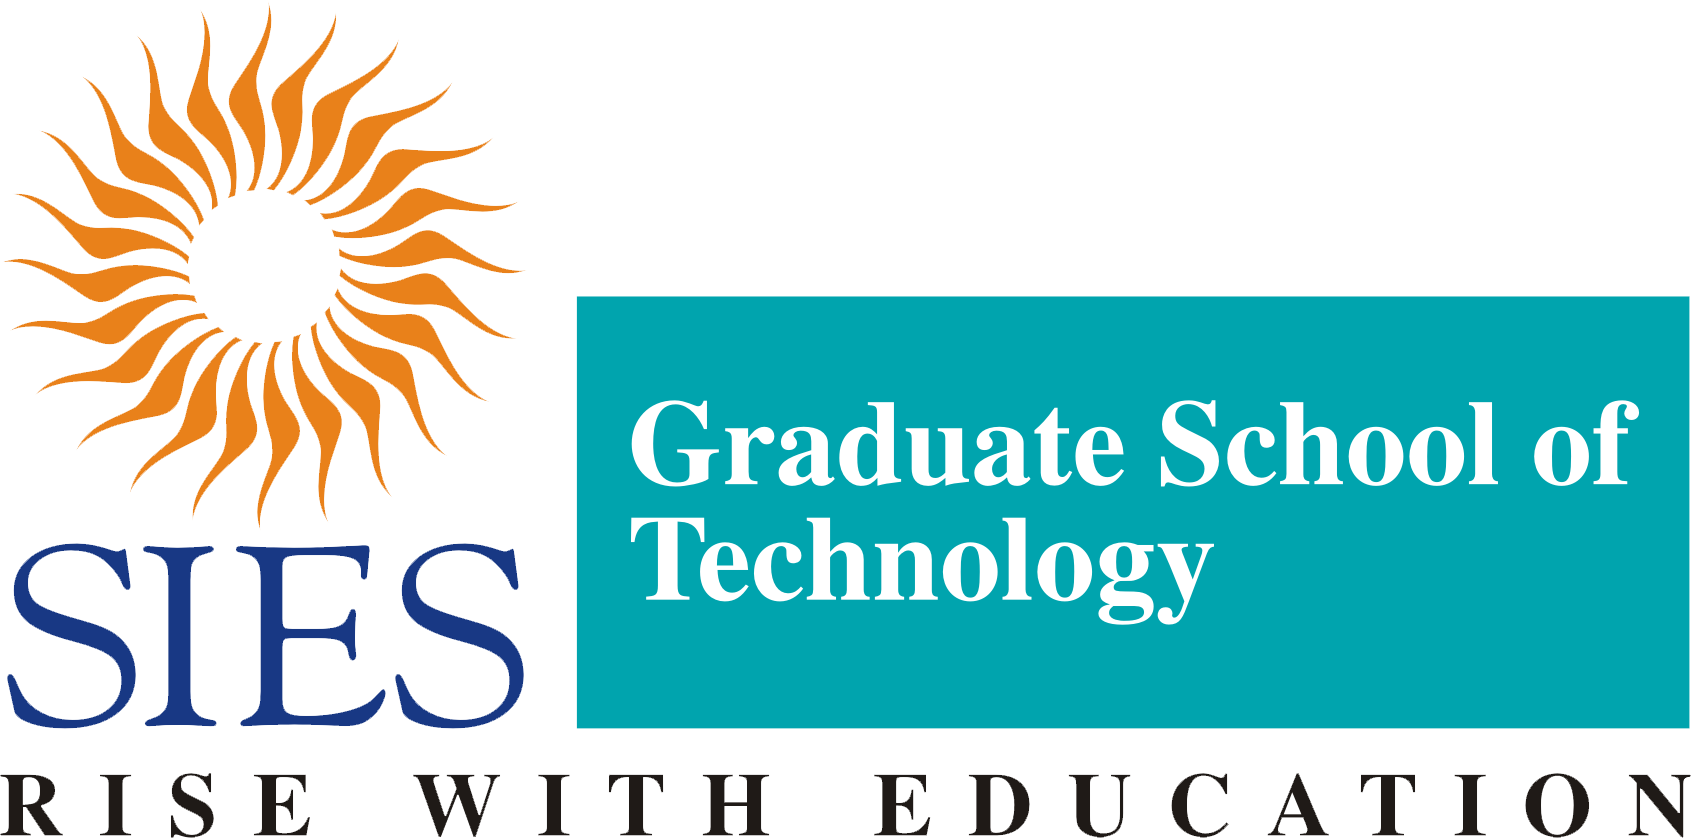 SIES
Graduate School of
Technology
RISE WITH EDUCATION